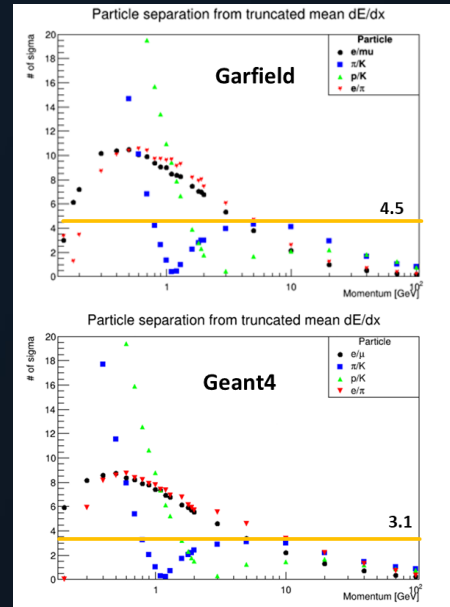 Particle separation from truncated mean dE/dx
# of sigma
20
18
16
14
12
10
8
6
4
2
0
Particle
e/mu
π/K
p/K
e/π
Garfield
4.5
1
10
10²
Momentum [GeV]
Particle separation from truncated mean dE/dx
# of sigma
20
18
16
14
12
10
8
6
4
2
0
Particle
e/μ
π/K
p/K
e/π
Geant4
3.1
1
10
10²
Momentum [GeV]